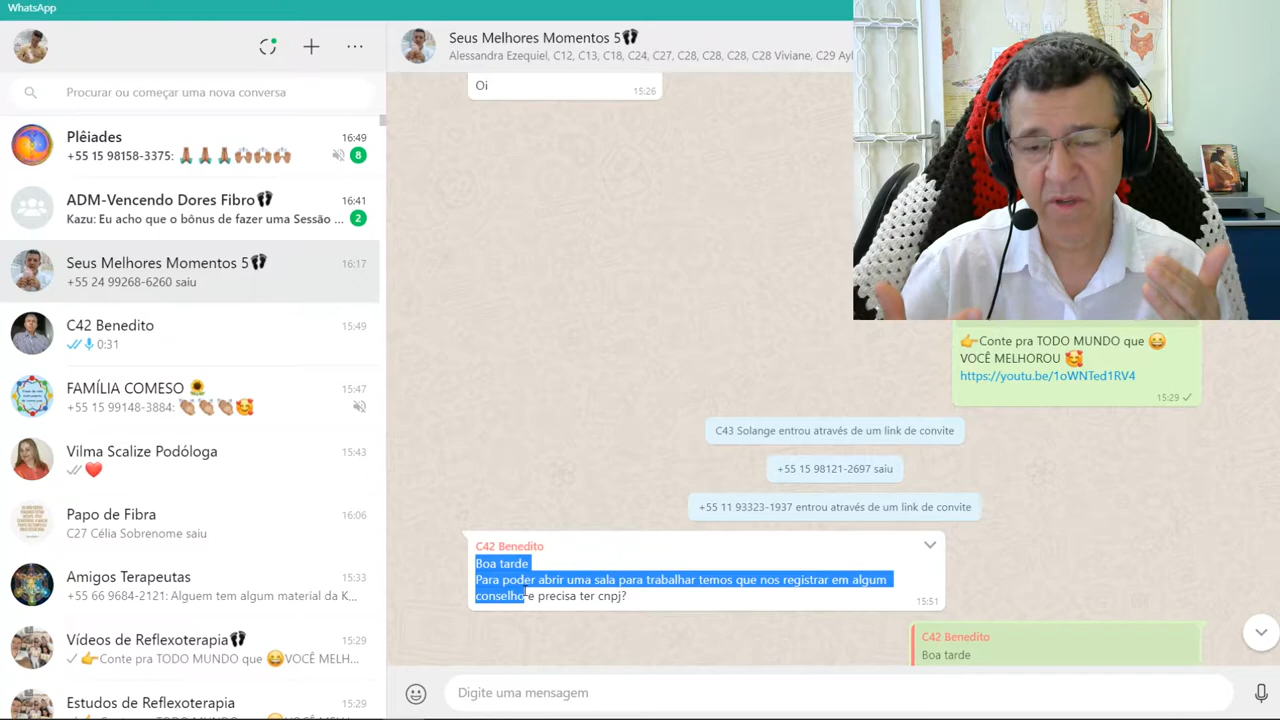 WhatsApp
Procurar ou começar uma nova conversa
Plêiades 16:49
+55 15 98158-3375: 🙏🏽🙏🏽🙏🏽🙌🏽🙌🏽🙌🏽 8
ADM-Vencendo Dores Fibro👣 16:41
Kazu: Eu acho que o bônus de fazer uma Sessão ... 2
Seus Melhores Momentos 5👣 16:17
+55 24 99268-6260 saiu
C42 Benedito 15:49
0:31
FAMÍLIA COMESO 🌻 15:47
+55 15 99148-3884: 👏🏽👏🏽👏🏽🥰
Vilma Scalize Podóloga 15:43
❤️
Papo de Fibra 16:06
C27 Célia Sobrenome saiu
Amigos Terapeutas 15:33
+55 66 9684-2121: Alguem tem algum material da K...
Vídeos de Reflexoterapia👣 15:29
👉Conte pra TODO MUNDO que 😄VOCÊ MELH...
Estudos de Reflexoterapia 15:29
Seus Melhores Momentos 5👣
Alessandra Ezequiel, C12, C13, C18, C24, C27, C28, C28, C28, C28 Viviane, C29 Ayl
Oi
15:26
👉Conte pra TODO MUNDO que 😄
VOCÊ MELHOROU 🥰
https://youtu.be/1oWNTed1RV4
15:29
C43 Solange entrou através de um link de convite
+55 15 98121-2697 saiu
+55 11 93323-1937 entrou através de um link de convite
C42 Benedito
Boa tarde
Para poder abrir uma sala para trabalhar temos que nos registrar em algum
conselho e precisa ter cnpj?
15:51
C42 Benedito
Boa tarde
Digite uma mensagem